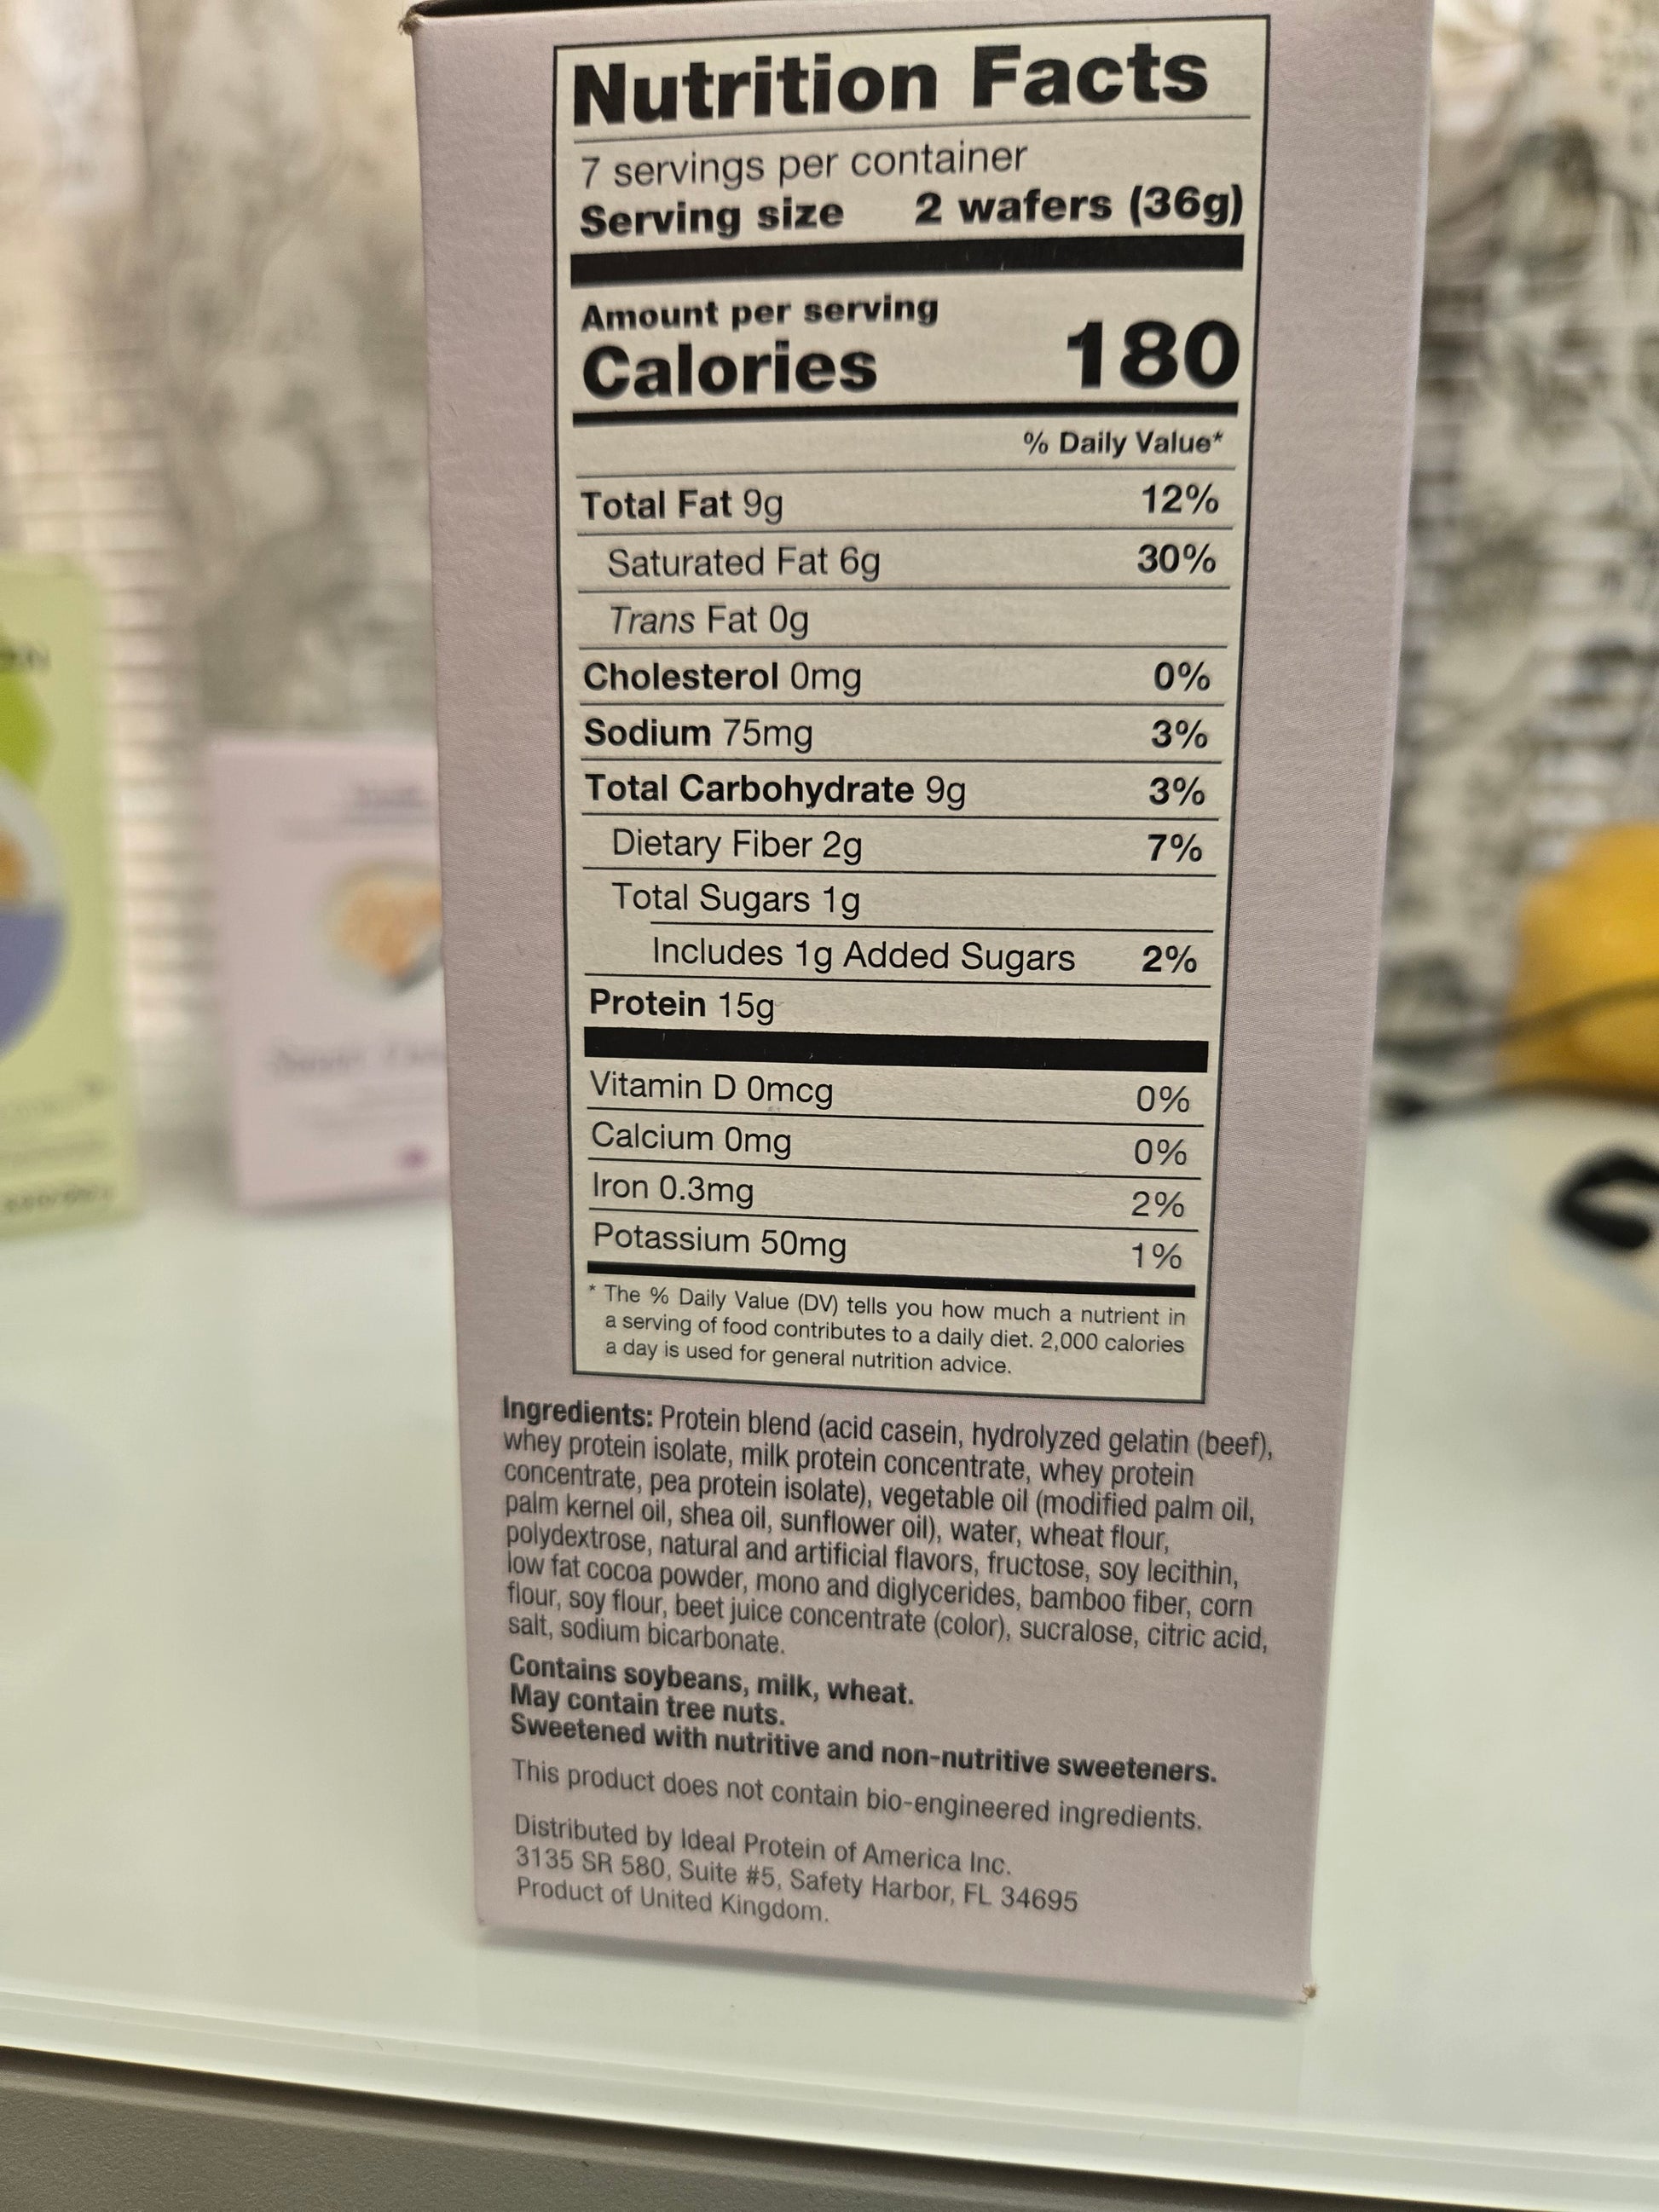 Nutrition Facts
7 servings per container
Serving size 2 wafers (36g)
Amount per serving
Calories 180
% Daily Value*
Total Fat 9g 12%
Saturated Fat 6g 30%
Trans Fat 0g
Cholesterol 0mg 0%
Sodium 75mg 3%
Total Carbohydrate 9g 3%
Dietary Fiber 2g 7%
Total Sugars 1g
Includes 1g Added Sugars 2%
Protein 15g
Vitamin D 0mcg 0%
Calcium 0mg 0%
Iron 0.3mg 2%
Potassium 50mg 1%
* The % Daily Value (DV) tells you how much a nutrient in
a serving of food contributes to a daily diet. 2,000 calories
a day is used for general nutrition advice.
Ingredients: Protein blend (acid casein, hydrolyzed gelatin (beef),
whey protein isolate, milk protein concentrate, whey protein
concentrate, pea protein isolate), vegetable oil (modified palm oil,
palm kernel oil, shea oil, sunflower oil), water, wheat flour,
polydextrose, natural and artificial flavors, fructose, soy lecithin,
low fat cocoa powder, mono and diglycerides, bamboo fiber, corn
flour, soy flour, beet juice concentrate (color), sucralose, citric acid,
salt, sodium bicarbonate.
Contains soybeans, milk, wheat.
May contain tree nuts.
Sweetened with nutritive and non-nutritive sweeteners.
This product does not contain bio-engineered ingredients.
Distributed by Ideal Protein of America Inc.
3135 SR 580, Suite #5, Safety Harbor, FL 34695
Product of United Kingdom.